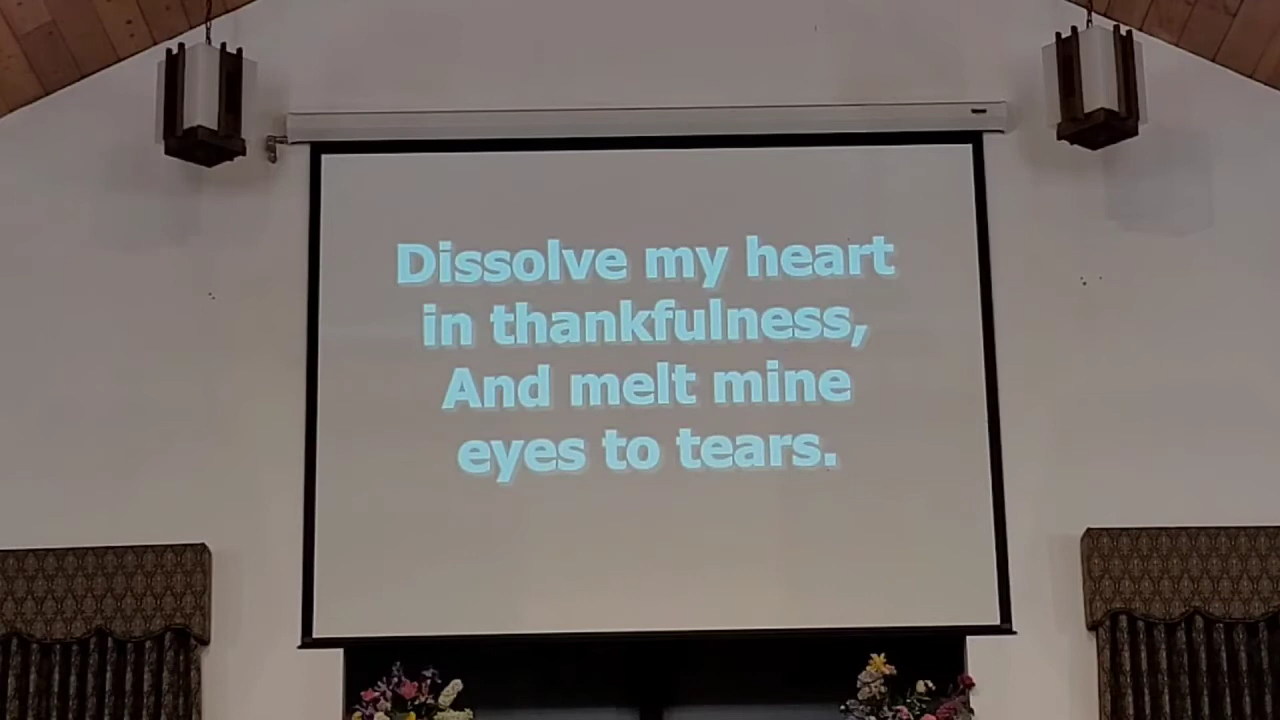 Dissolve my heart
in thankfulness,
And melt mine
eyes to tears.